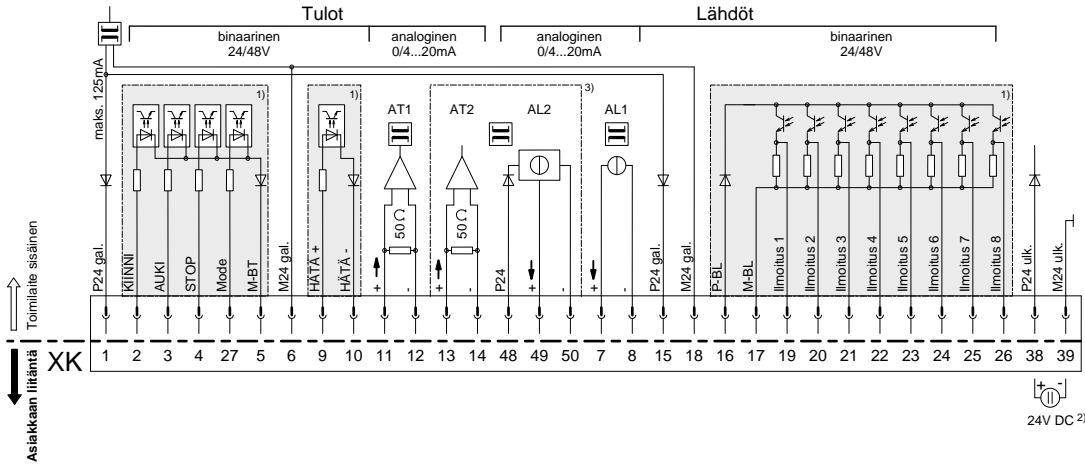 Tulot
Lähdöt
binaarinen
24/48V
analoginen
0/4...20mA
analoginen
0/4...20mA
binaarinen
24/48V
maks. 125mA
1)
1)
3)
1)
AT1
AT2
AL2
AL1
50 Ω
50 Ω
P24 gal.
KIINNI
AUKI
STOP
Mode
M-BT
M24 gal.
HÄTÄ +
HÄTÄ -
+
-
+
-
P24
+
-
+
-
P24 gal.
M24 gal.
P-BL
M-BL
Ilmoitus 1
Ilmoitus 2
Ilmoitus 3
Ilmoitus 4
Ilmoitus 5
Ilmoitus 6
Ilmoitus 7
Ilmoitus 8
P24 ulk.
M24 ulk.
Toimilaite sisäinen
Asiakkaan liitäntä
XK
1 2 3 4 27 5 6 9 10 11 12 13 14 48 49 50 7 8 15 18 16 17 19 20 21 22 23 24 25 26 38 39
+ -
24V DC 2)